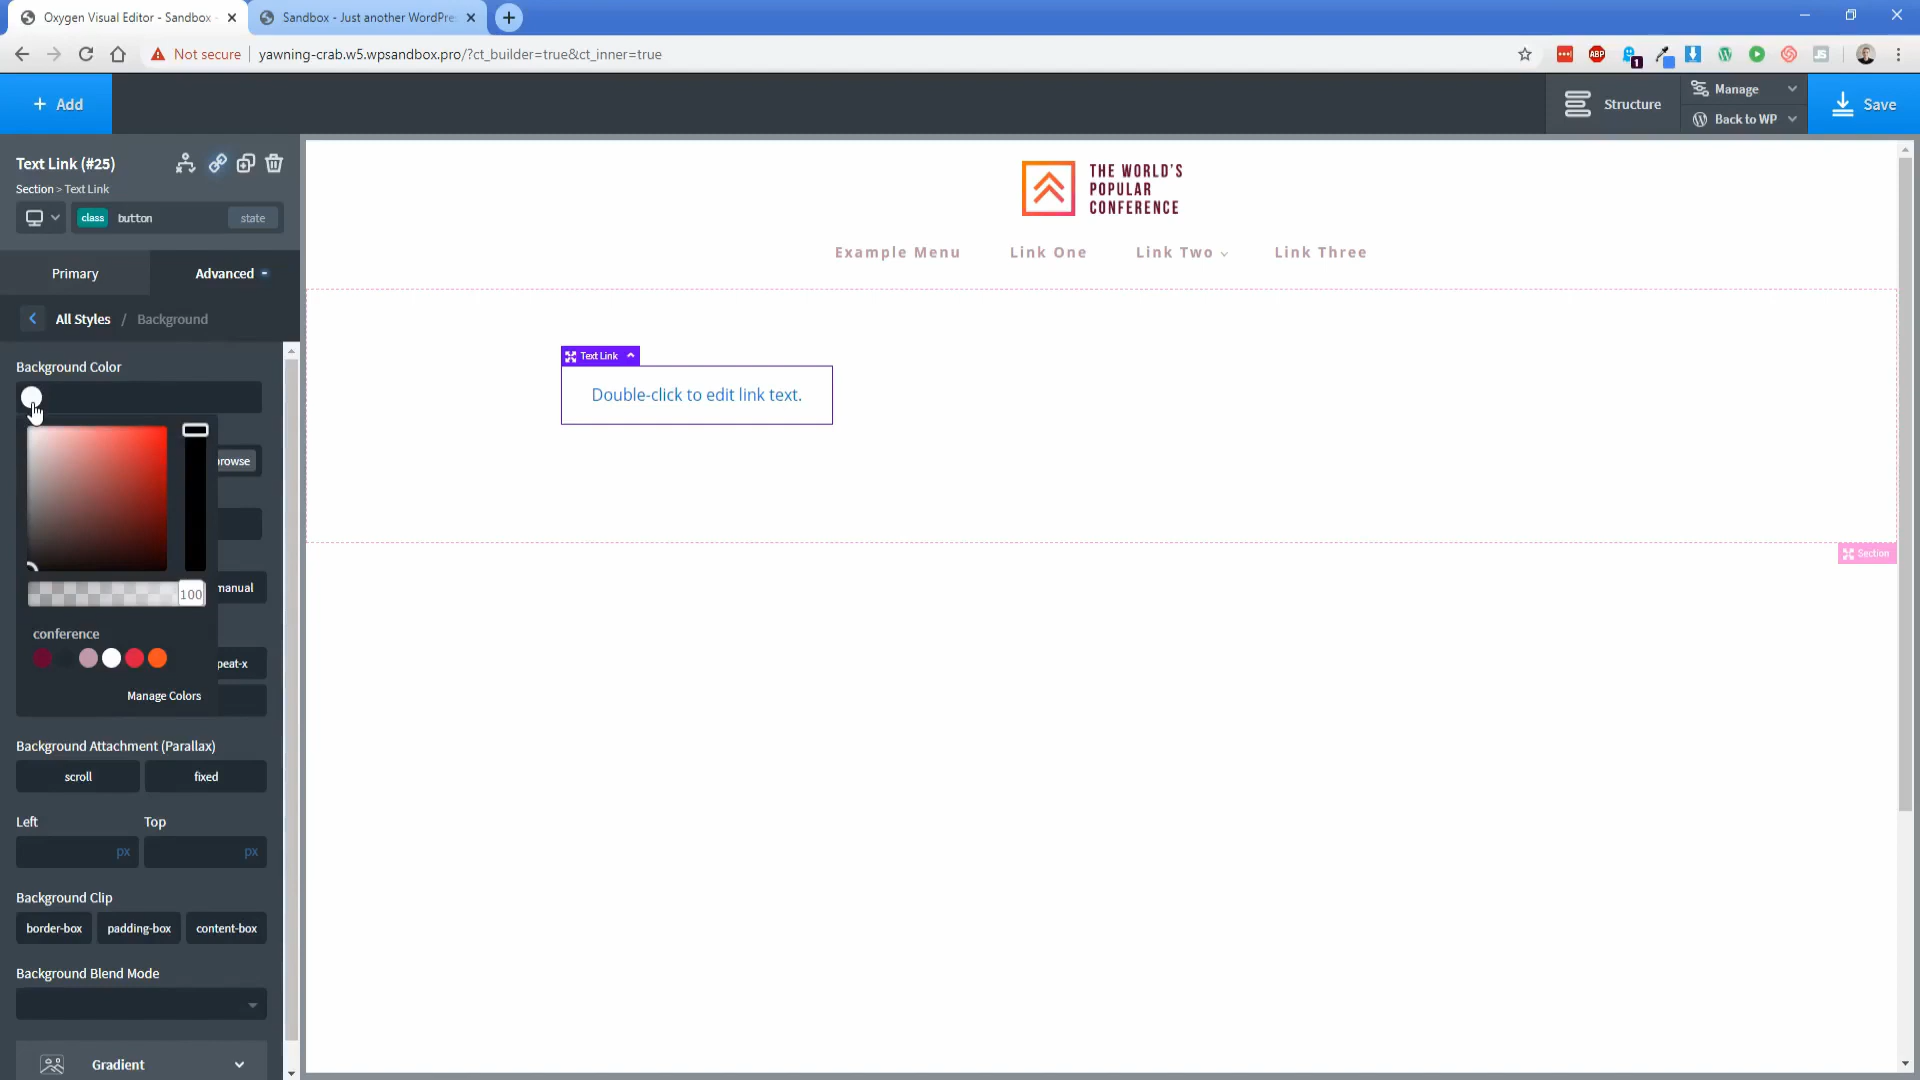 Oxygen Visual Editor - Sandbox
Sandbox - Just another WordPre
Not secure
yawning-crab.w5.wpsandbox.pro/?ct_builder=true&ct_inner=true
ABP
1
JS
+ Add
Structure
Manage
Back to WP
Save
Text Link (#25)
Section > Text Link
class button state
Primary
Advanced
All Styles / Background
Background Color
rowse
100
manual
conference
peat-x
Manage Colors
Background Attachment (Parallax)
scroll fixed
Left Top
px px
Background Clip
border-box padding-box content-box
Background Blend Mode
Gradient
THE WORLD'S
POPULAR
CONFERENCE
Example Menu Link One Link Two Link Three
Text Link
Double-click to edit link text.
Section